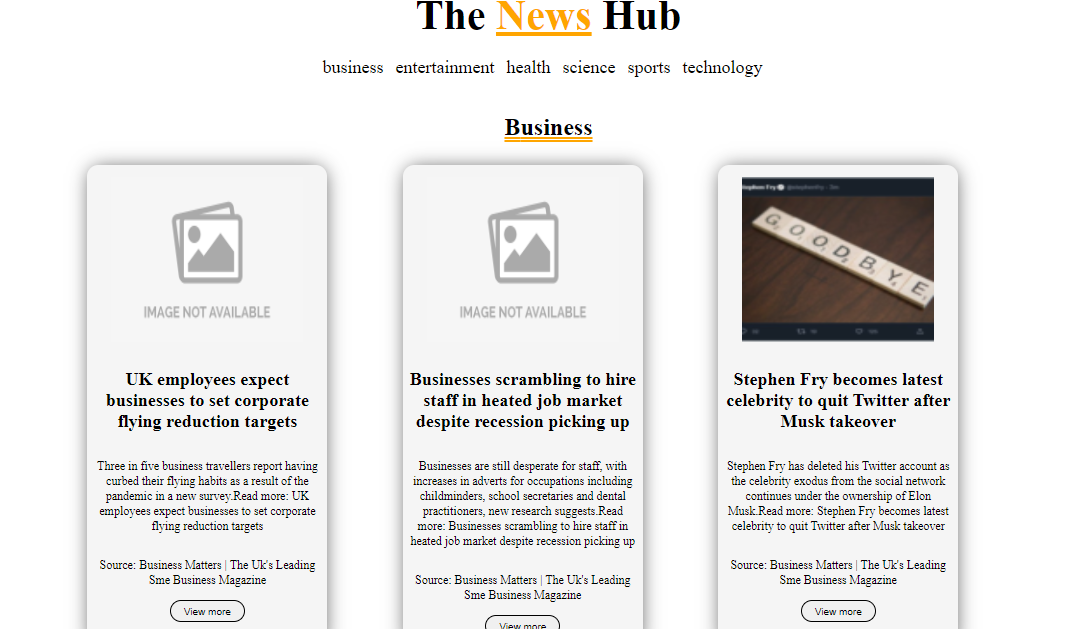 The News Hub
business entertainment health science sports technology
Business
IMAGE NOT AVAILABLE
UK employees expect
businesses to set corporate
flying reduction targets
Three in five business travellers report having
curbed their flying habits as a result of the
pandemic in a new survey.Read more: UK
employees expect businesses to set corporate
flying reduction targets
Source: Business Matters | The Uk's Leading
Sme Business Magazine
View more
IMAGE NOT AVAILABLE
Businesses scrambling to hire
staff in heated job market
despite recession picking up
Businesses are still desperate for staff, with
increases in adverts for occupations including
childminders, school secretaries and dental
practitioners, new research suggests.Read
more: Businesses scrambling to hire staff in
heated job market despite recession picking up
Source: Business Matters | The Uk's Leading
Sme Business Magazine
View more
GOODBYE
Stephen Fry becomes latest
celebrity to quit Twitter after
Musk takeover
Stephen Fry has deleted his Twitter account as
the celebrity exodus from the social network
continues under the ownership of Elon
Musk.Read more: Stephen Fry becomes latest
celebrity to quit Twitter after Musk takeover
Source: Business Matters | The Uk's Leading
Sme Business Magazine
View more